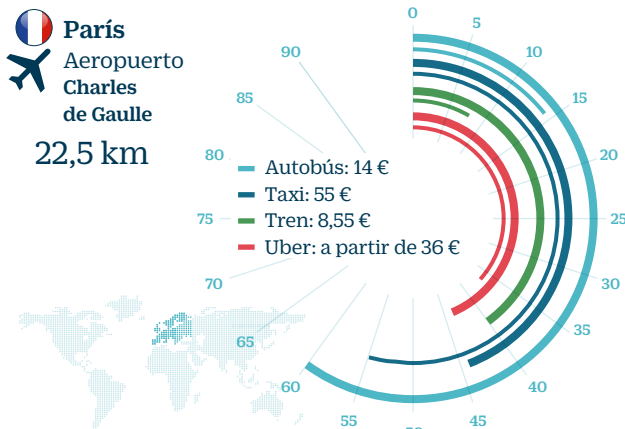 París
Aeropuerto
Charles
de Gaulle
22,5 km
Autobús: 14 €
Taxi: 55 €
Tren: 8,55 €
Uber: a partir de 36 €
0
5
10
15
20
25
30
35
40
45
50
55
60
65
70
75
80
85
90